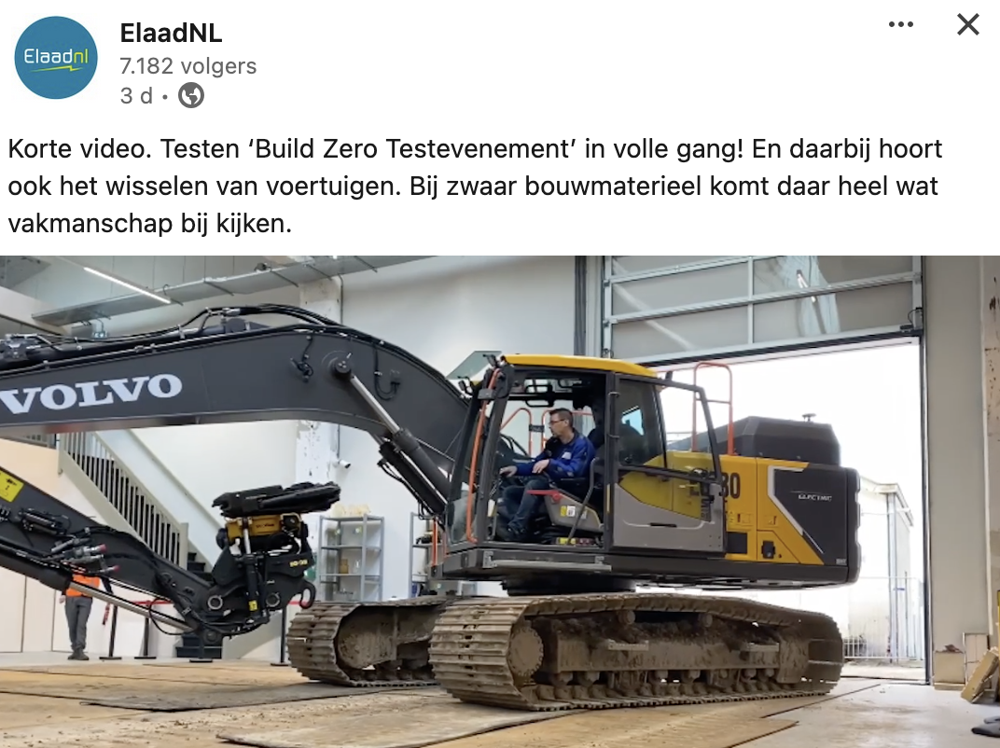 Elaadnl
ElaadNL
7.182 volgers
3 d •
Korte video. Testen ‘Build Zero Testevenement’ in volle gang! En daarbij hoort
ook het wisselen van voertuigen. Bij zwaar bouwmaterieel komt daar heel wat
vakmanschap bij kijken.
VOLVO
ELECTRIC